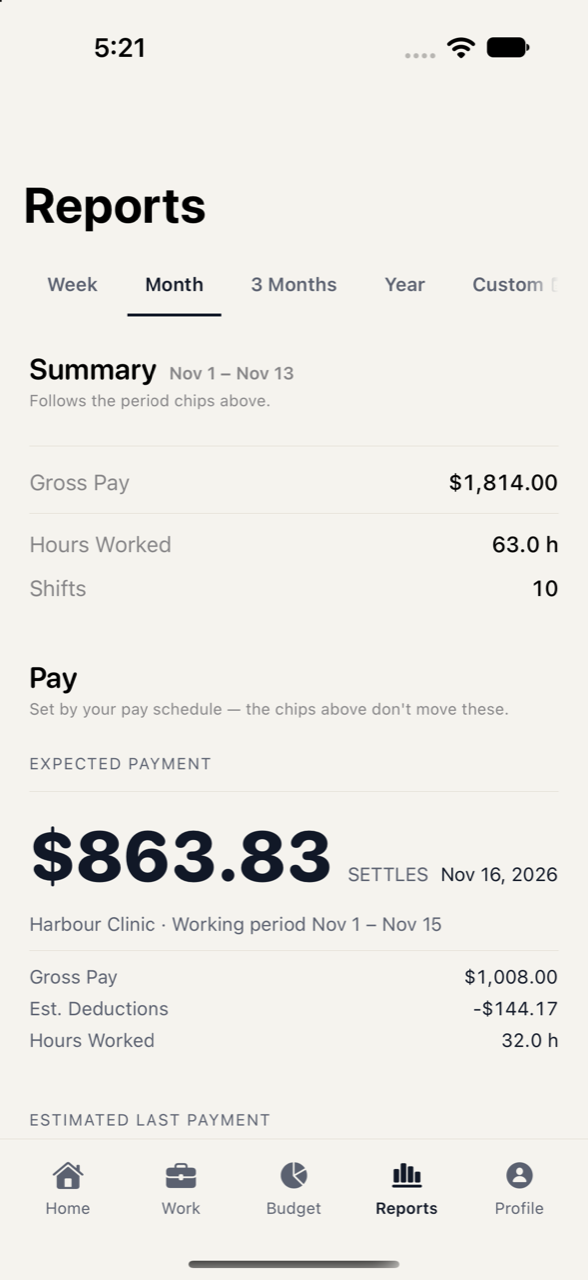 5:21
Reports
Week Month 3 Months Year Custom
Summary Nov 1 – Nov 13
Follows the period chips above.
Gross Pay $1,814.00
Hours Worked 63.0 h
Shifts 10
Pay
Set by your pay schedule — the chips above don't move these.
EXPECTED PAYMENT
$863.83 SETTLES Nov 16, 2026
Harbour Clinic · Working period Nov 1 – Nov 15
Gross Pay $1,008.00
Est. Deductions -$144.17
Hours Worked 32.0 h
ESTIMATED LAST PAYMENT
Home Work Budget Reports Profile